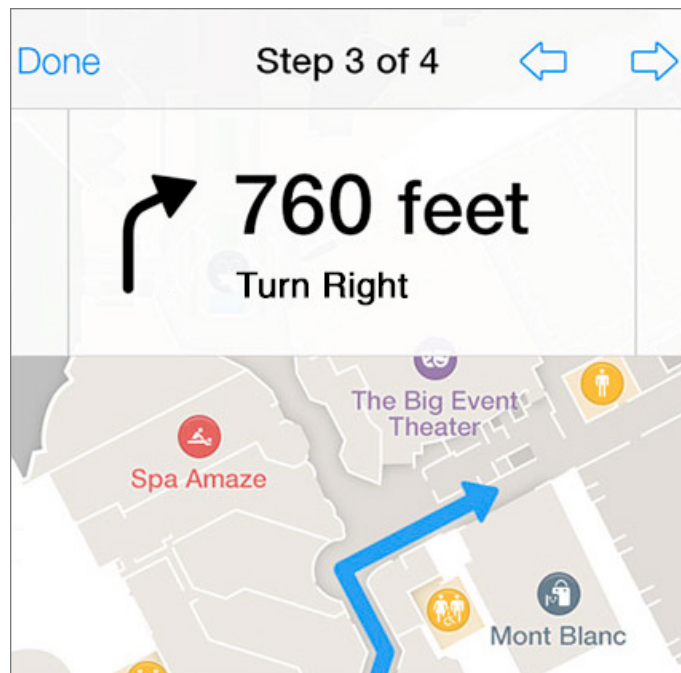 Done
Step 3 of 4
760 feet
Turn Right
The Big Event
Theater
Spa Amaze
Mont Blanc